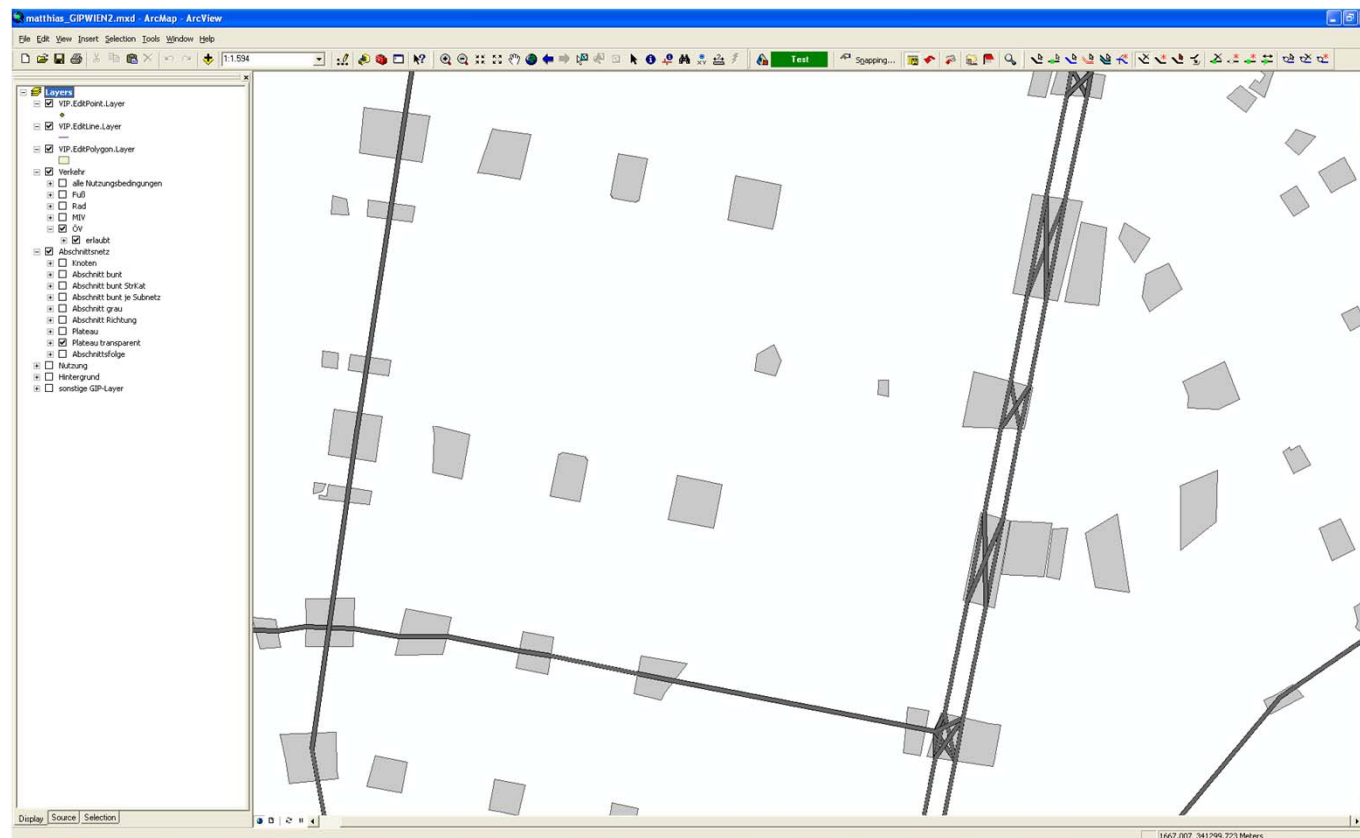 matthias_GIPWIEN2.mxd - ArcMap - ArcView
File Edit View Insert Selection Tools Window Help
1:1.594
Test
Snapping...
Layers
VIP.EditPoint.Layer
VIP.EditLine.Layer
VIP.EditPolygon.Layer
Verkehr
alle Nutzungsbedingungen
Fuß
Rad
MIV
ÖV
erlaubt
Abschnittsnetz
Knoten
Abschnitt bunt
Abschnitt bunt StrKat
Abschnitt bunt je Subnetz
Abschnitt grau
Abschnitt Richtung
Plateau
Plateau transparent
Abschnittsfolge
Nutzung
Hintergrund
sonstige GIP-Layer
Display Source Selection
1667,007 341299,723 Meters